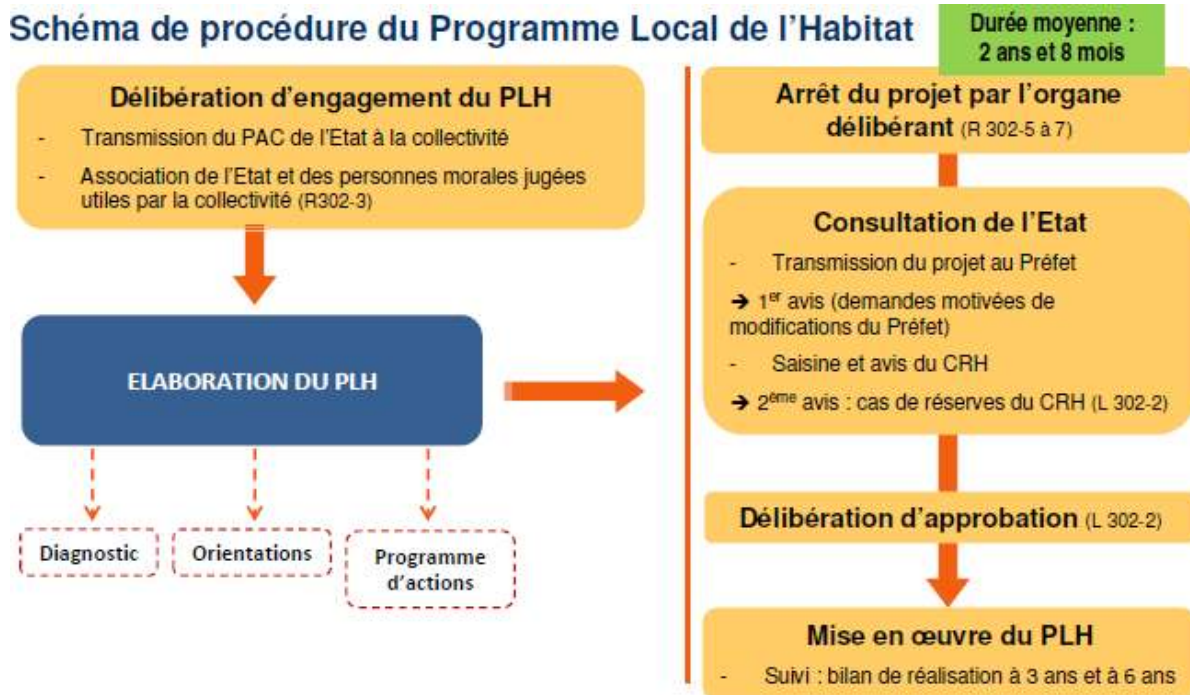 Schéma de procédure du Programme Local de l'Habitat
Durée moyenne :
2 ans et 8 mois
Délibération d'engagement du PLH
- Transmission du PAC de l'Etat à la collectivité
- Association de l'Etat et des personnes morales jugées
utiles par la collectivité (R302-3)
ELABORATION DU PLH
Diagnostic
Orientations
Programme
d'actions
Arrêt du projet par l'organe
délibérant (R 302-5 à 7)
Consultation de l'Etat
- Transmission du projet au Préfet
➔ 1er avis (demandes motivées de
modifications du Préfet)
- Saisine et avis du CRH
➔ 2ème avis : cas de réserves du CRH (L 302-2)
Délibération d'approbation (L 302-2)
Mise en œuvre du PLH
- Suivi : bilan de réalisation à 3 ans et à 6 ans